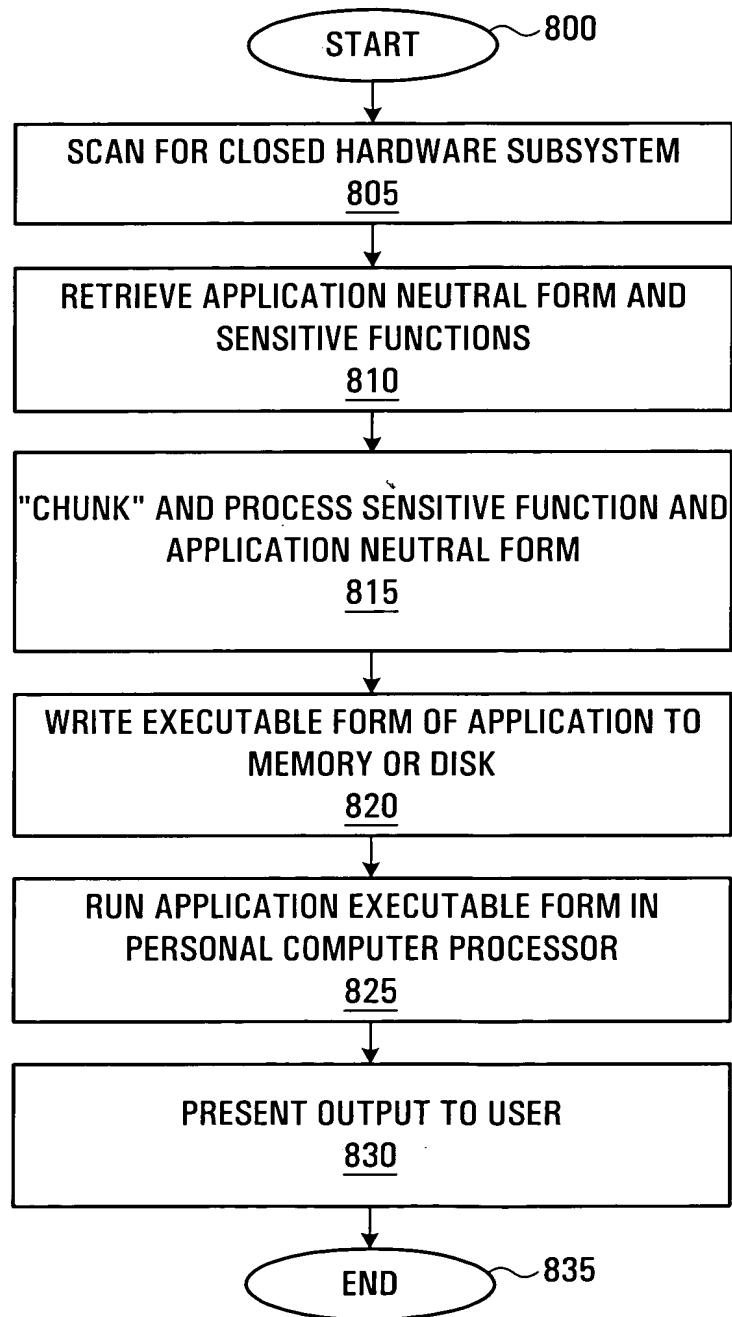 START
800
SCAN FOR CLOSED HARDWARE SUBSYSTEM
805
RETRIEVE APPLICATION NEUTRAL FORM AND
SENSITIVE FUNCTIONS
810
"CHUNK" AND PROCESS SENSITIVE FUNCTION AND
APPLICATION NEUTRAL FORM
815
WRITE EXECUTABLE FORM OF APPLICATION TO
MEMORY OR DISK
820
RUN APPLICATION EXECUTABLE FORM IN
PERSONAL COMPUTER PROCESSOR
825
PRESENT OUTPUT TO USER
830
END
835